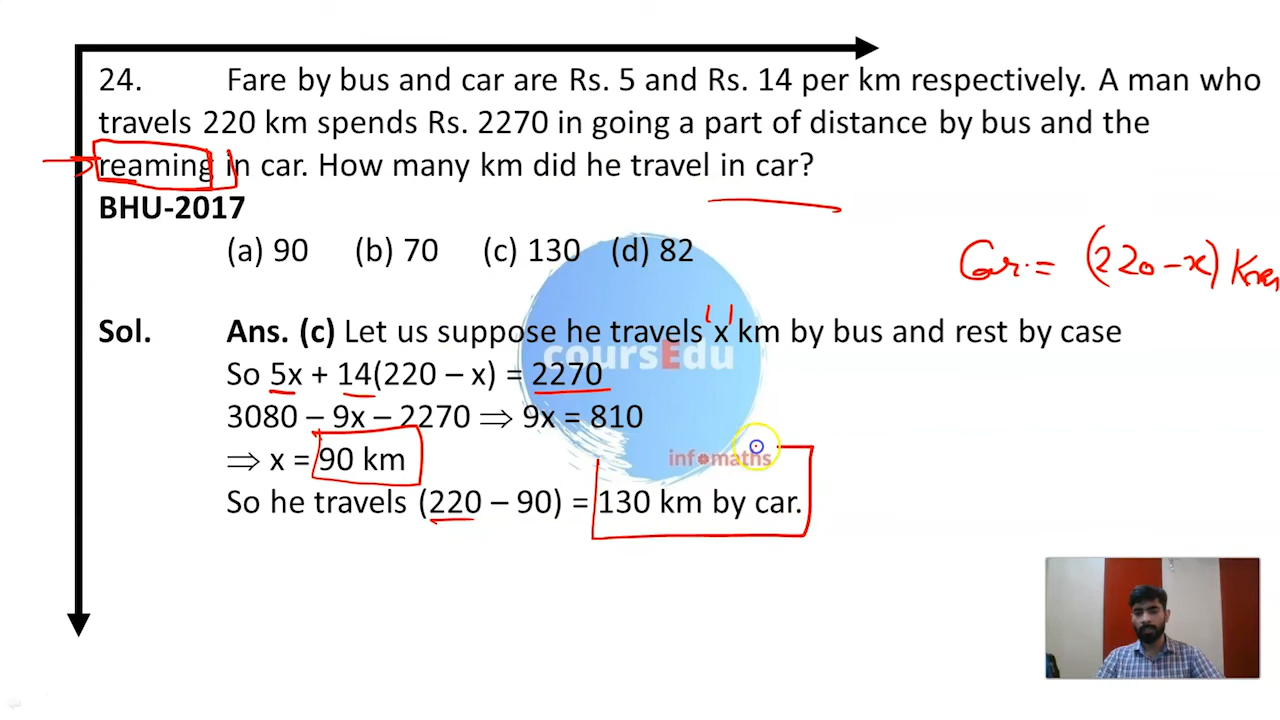 24. Fare by bus and car are Rs. 5 and Rs. 14 per km respectively. A man who
travels 220 km spends Rs. 2270 in going a part of distance by bus and the
reaming in car. How many km did he travel in car?
BHU-2017
(a) 90 (b) 70 (c) 130 (d) 82
Car. = (220 - x) Km
Sol. Ans. (c) Let us suppose he travels 'x' km by bus and rest by case
coursEdu
So 5x + 14(220 – x) = 2270
3080 – 9x – 2270 ⇒ 9x = 810
⇒ x = 90 km
infomaths
So he travels (220 – 90) = 130 km by car.